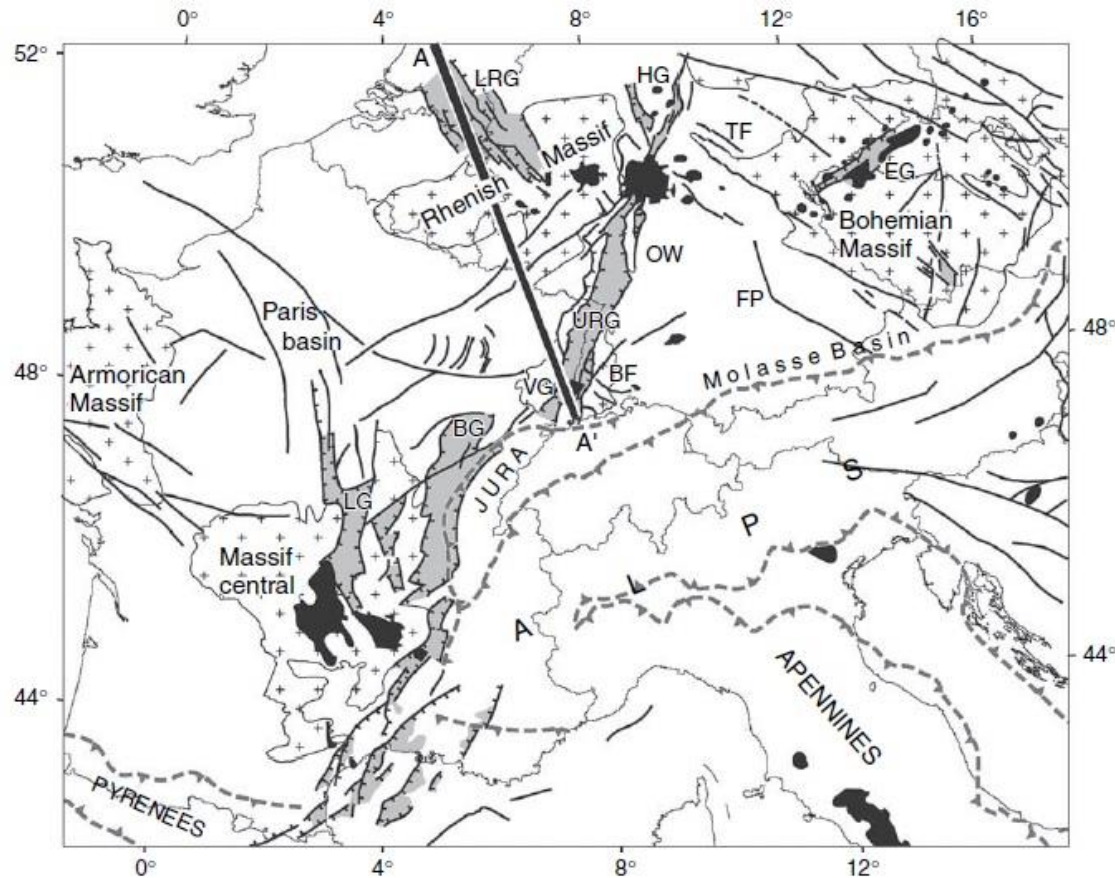 0° 4° 8° 12° 16°
52°
A
LRG
HG
TF
Rhenish Massif
EG
Bohemian
Massif
OW
FP
URG
Paris
basin
48°
48°
Molasse Basin
Armorican
Massif
VG
BF
BG
A'
JURA
LG
Massif
central
ALPS
44°
44°
APENNINES
PYRENEES
0° 4° 8° 12°